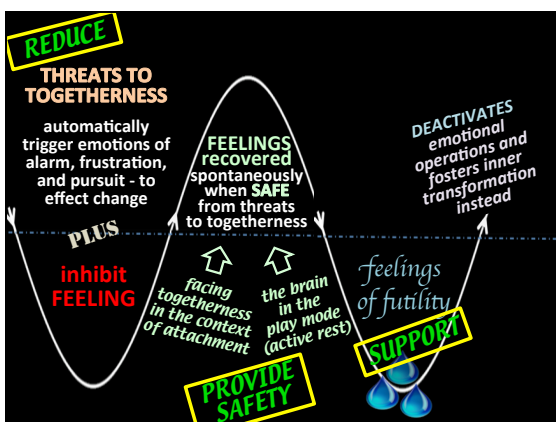 REDUCE
THREATS TO
TOGETHERNESS
automatically
trigger emotions of
alarm, frustration,
and pursuit - to
effect change
PLUS
inhibit
FEELING
FEELINGS
recovered
spontaneously
when SAFE
from threats
to togetherness
facing
togetherness
in the context
of attachment
the brain
in the
play mode
(active rest)
PROVIDE
SAFETY
DEACTIVATES
emotional
operations and
fosters inner
transformation
instead
feelings
of futility
SUPPORT